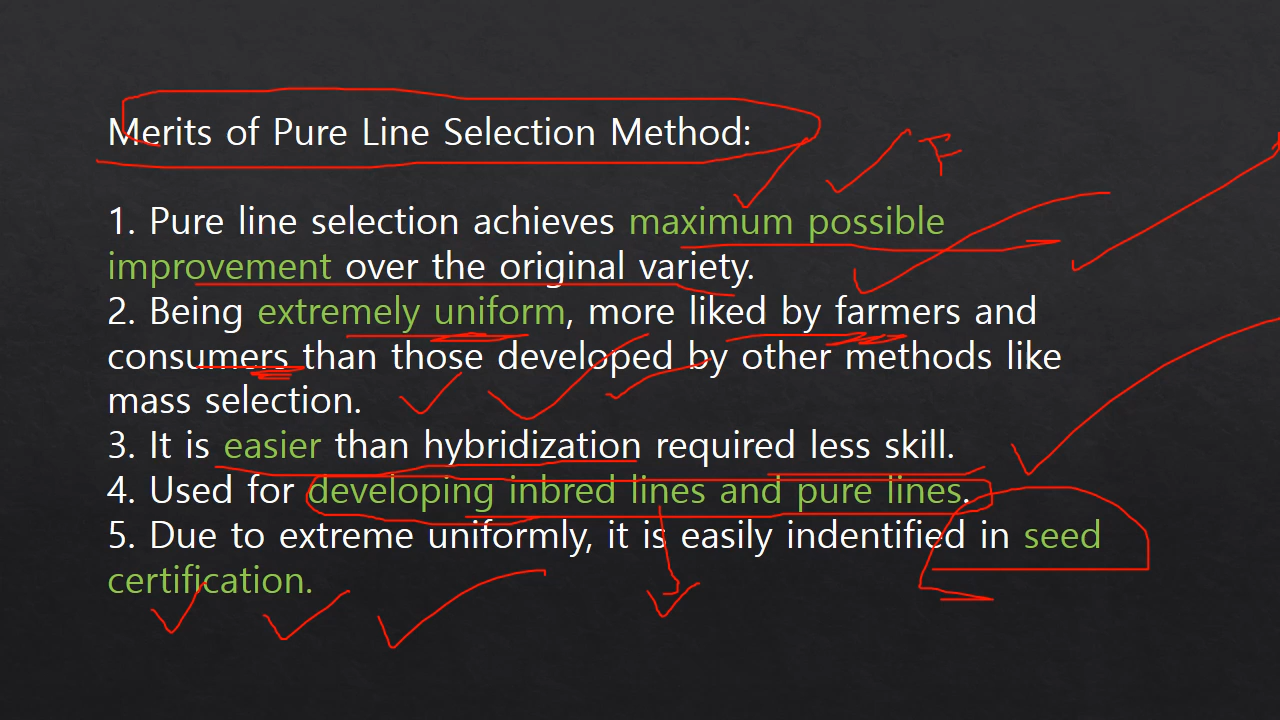 Merits of Pure Line Selection Method:
1. Pure line selection achieves maximum possible
improvement over the original variety.
2. Being extremely uniform, more liked by farmers and
consumers than those developed by other methods like
mass selection.
3. It is easier than hybridization required less skill.
4. Used for developing inbred lines and pure lines.
5. Due to extreme uniformly, it is easily indentified in seed
certification.